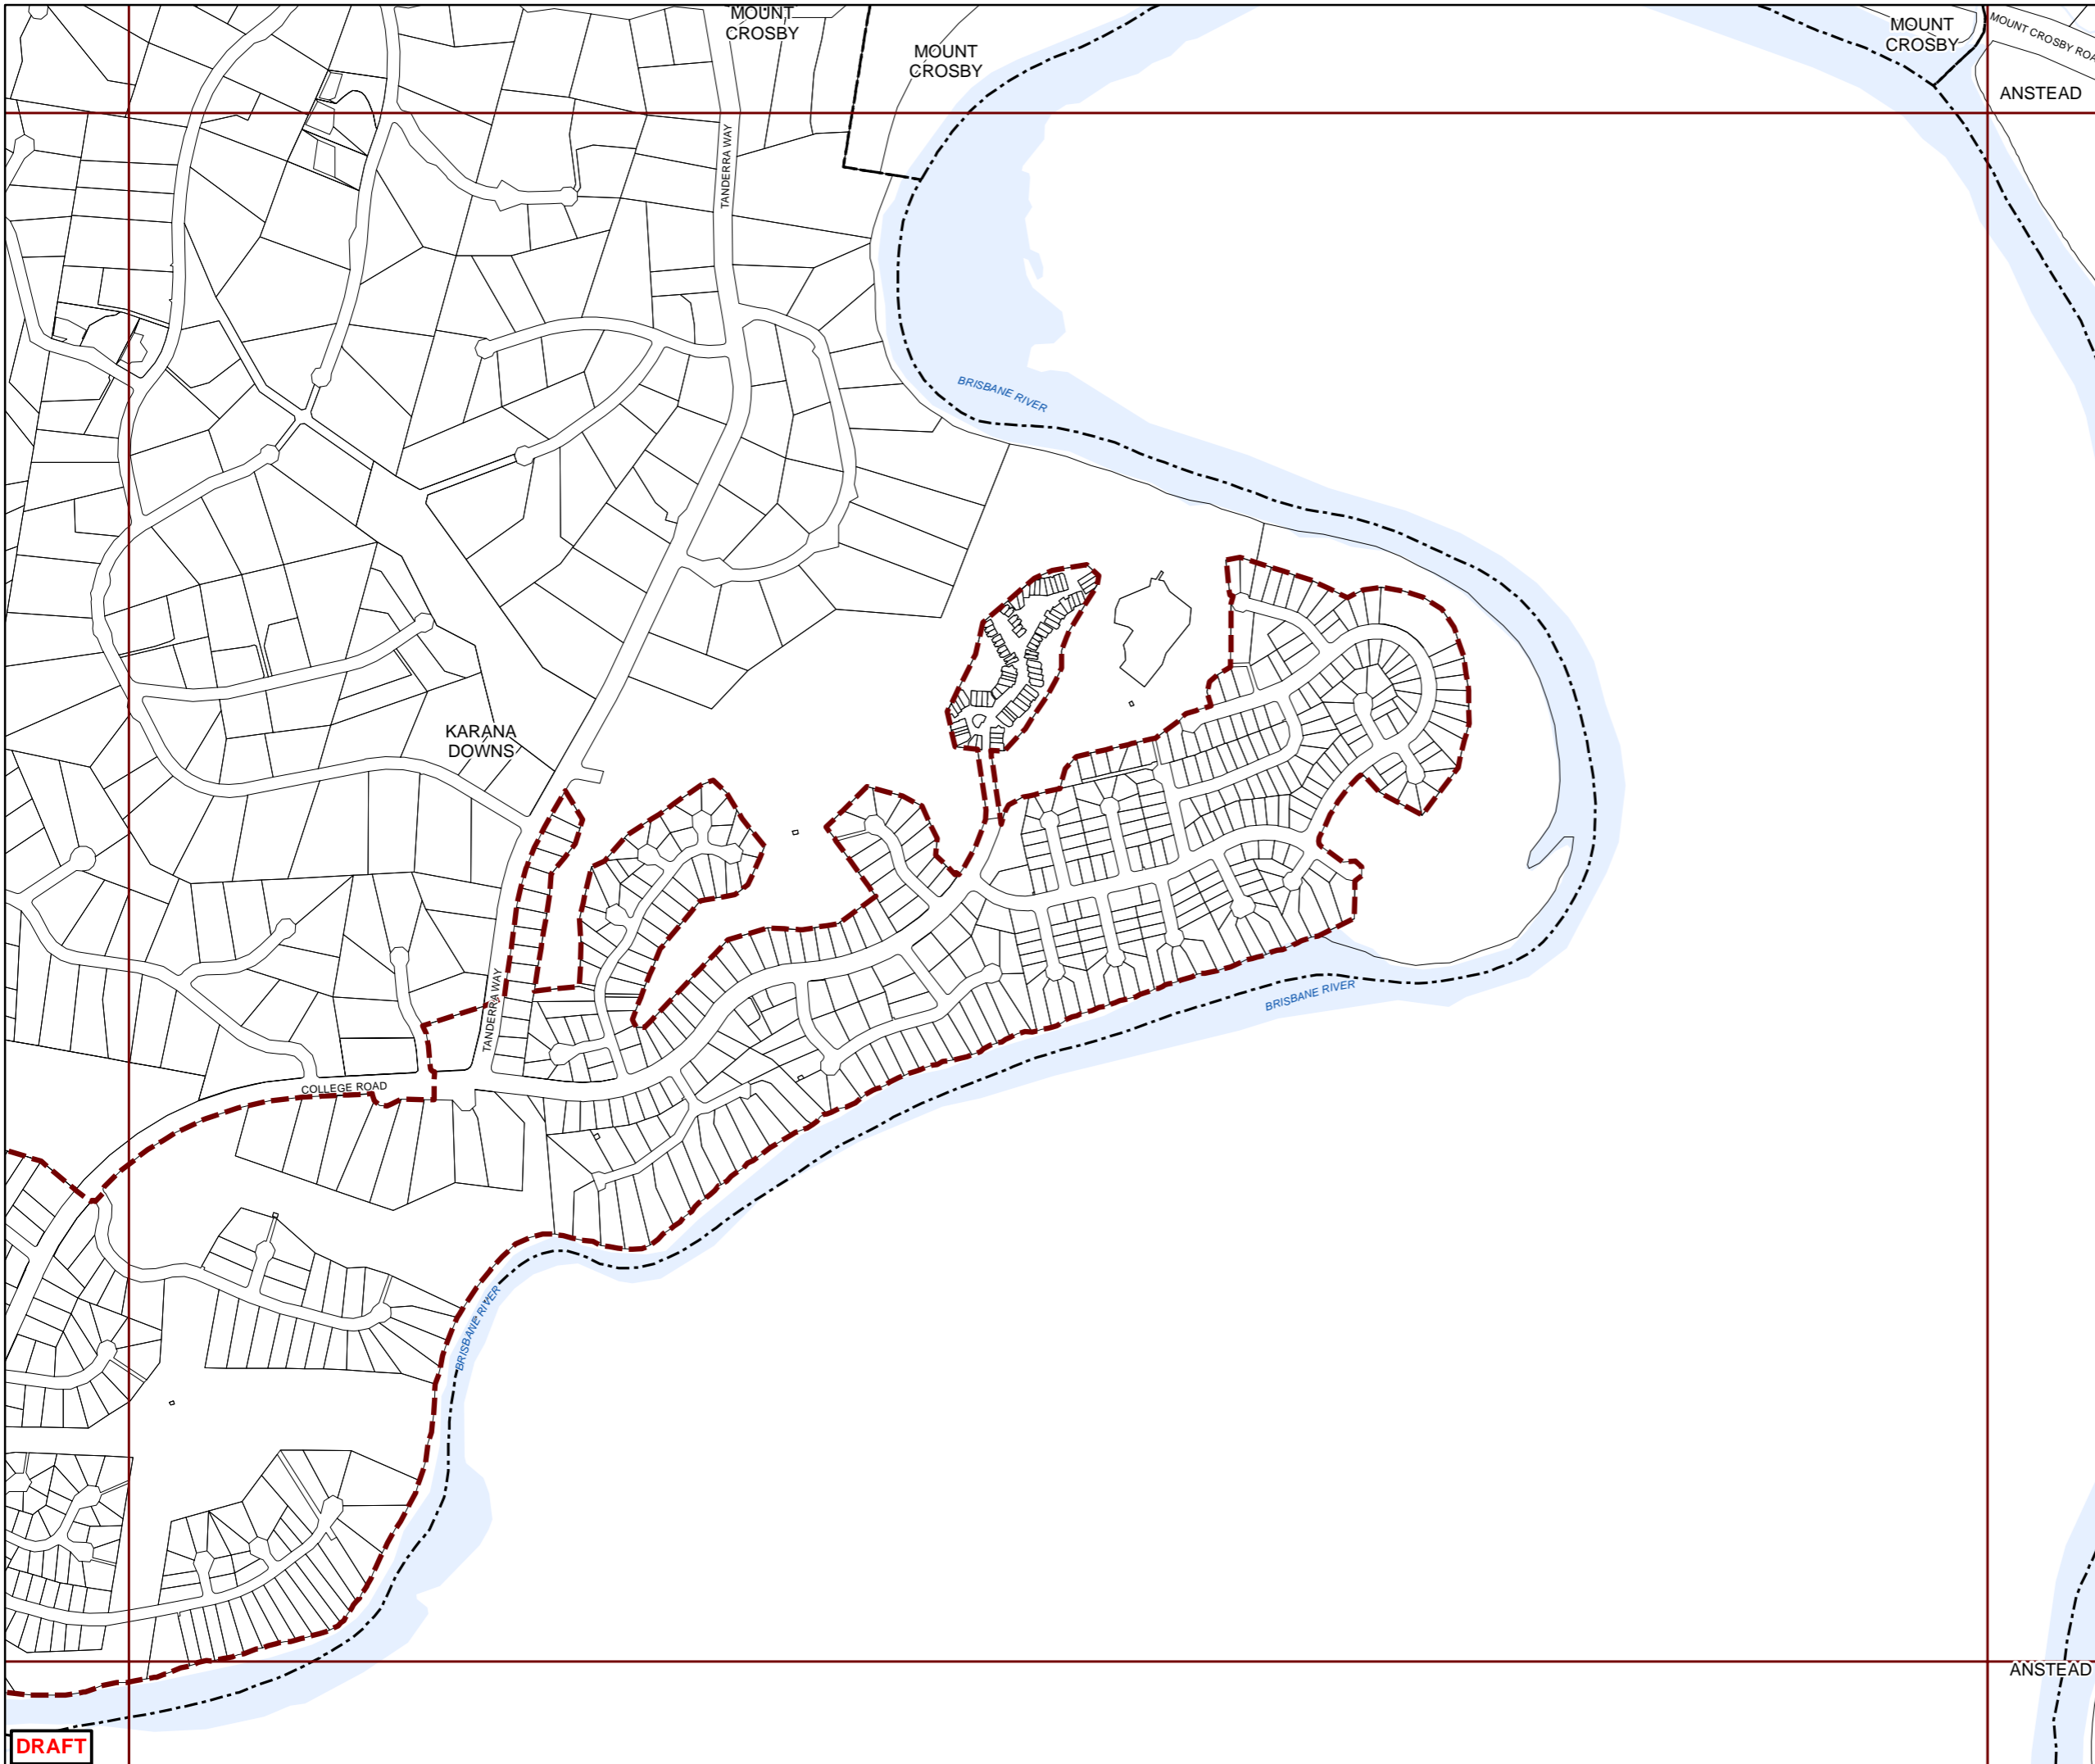 MOUNT
CROSBY
MOUNT
CROSBY
MOUNT
CROSBY
MOUNT CROSBY ROA
ANSTEAD
TANDERRA WAY
BRISBANE RIVER
KARANA
DOWNS
TANDERRA WAY
BRISBANE RIVER
COLLEGE ROAD
BRISBANE RIVER
ANSTEAD
DRAFT